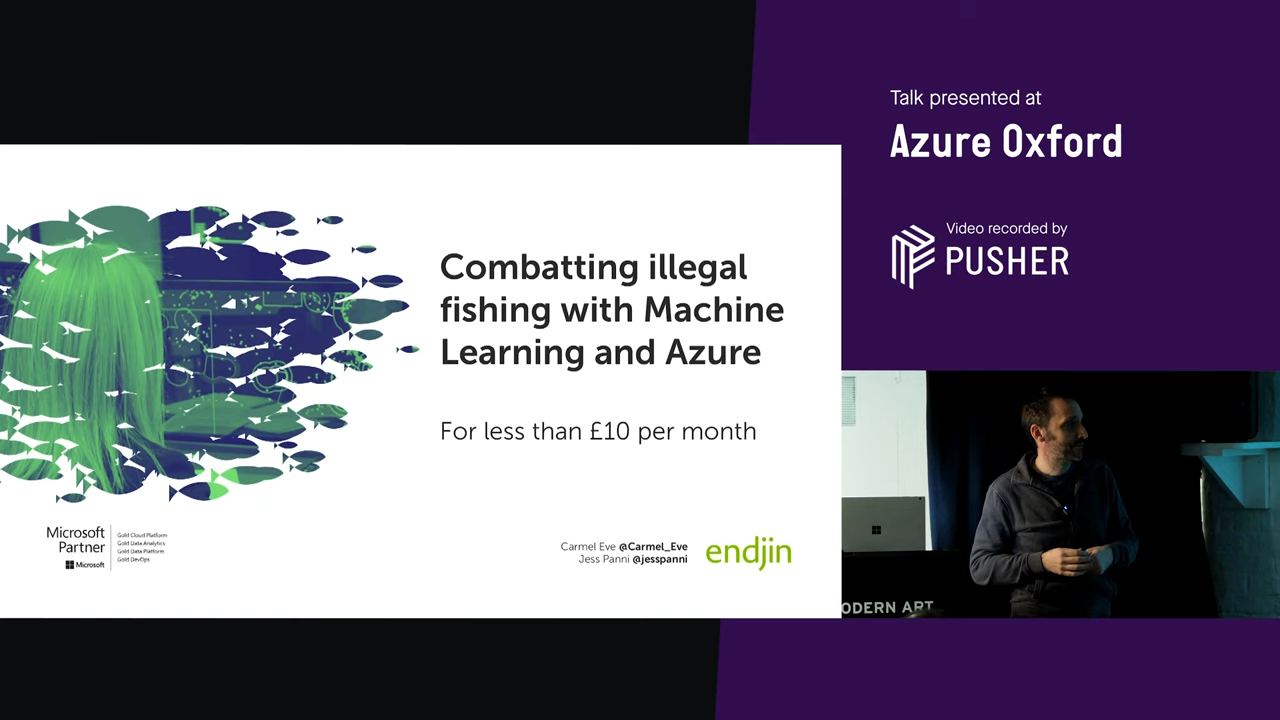 Talk presented at
Azure Oxford
Video recorded by
PUSHER
Combatting illegal
fishing with Machine
Learning and Azure
For less than £10 per month
Microsoft
Partner
Microsoft
Gold Cloud Platform
Gold Data Analytics
Gold Data Platform
Gold DevOps
Carmel Eve @Carmel_Eve
Jess Panni @jesspanni
endjin
ODERN ART